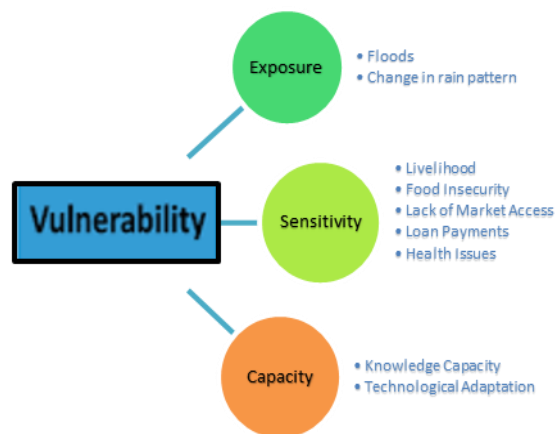 Exposure
• Floods
• Change in rain pattern
Vulnerability
Sensitivity
• Livelihood
• Food Insecurity
• Lack of Market Access
• Loan Payments
• Health Issues
Capacity
• Knowledge Capacity
• Technological Adaptation